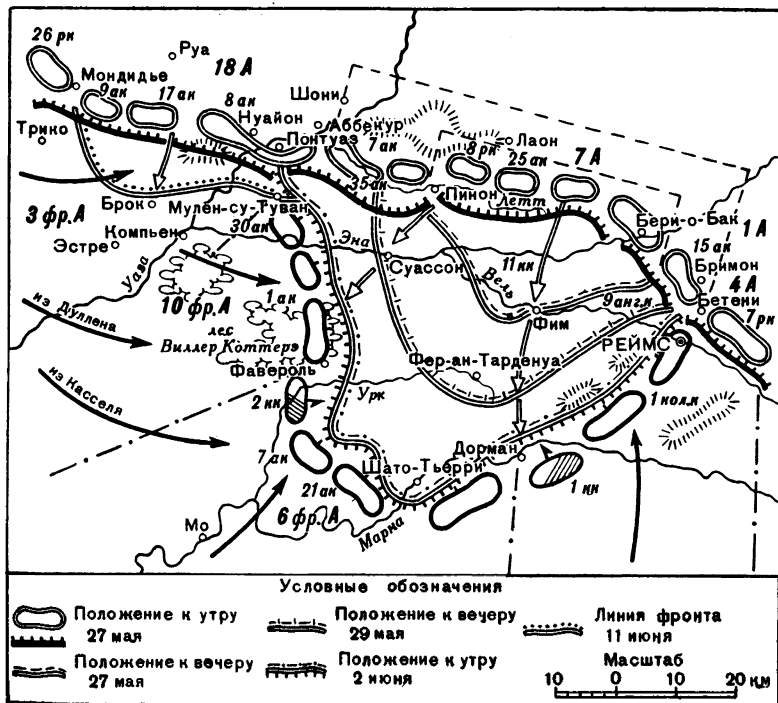 26 рк
Руа
18 А
Мондидье
9 ак
17 ак
8 ак
Шони
Нуайон
Аббекур
Трико
Понтуаз
7 ак
8 рк
Лаон
25 ак
7 А
35 ак
Пинон
Летт
Бери-о-Бак
1 А
3 фр. А
Брок
Мулен-су-Туван
Компьен
Эстре
30 ак
Эна
Суассон
11 кк
Вель
15 ак
Бримон
4 А
Бетени
Уаза
10 фр. А
1 ак
9 англ. к
7 рк
из Дуллена
лес
Виллер Коттерэ
Фим
РЕЙМС
Фавероль
Фер-ан-Тарденуа
из Касселя
2 кк
Урк
1 кол. к
7 ак
Дорман
21 ак
Шато-Тьерри
1 кк
6 фр. А
Мо
Марна
Условные обозначения
Положение к утру
27 мая
Положение к вечеру
29 мая
Линия фронта
11 июня
Положение к вечеру
27 мая
Положение к утру
2 июня
Масштаб
10 0 10 20 км